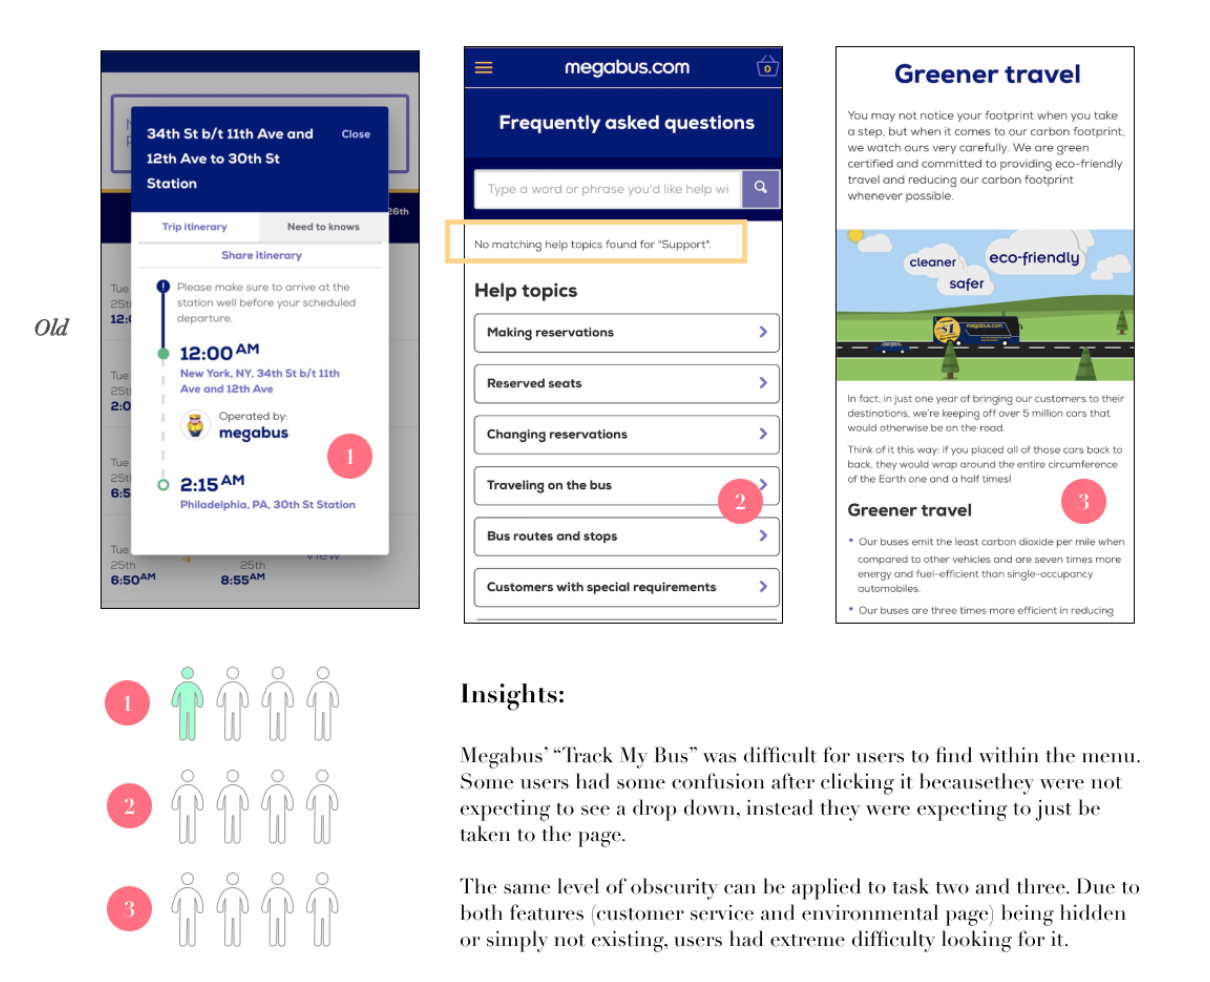 Old
34th St b/t 11th Ave and
12th Ave to 30th St
Station
Close
26th
Trip itinerary
Need to knows
Share itinerary
Please make sure to arrive at the
station well before your scheduled
departure.
12:00 AM
New York, NY, 34th St b/t 11th
Ave and 12th Ave
Operated by:
megabus
2:15 AM
Philadelphia, PA, 30th St Station
1
Tue
25th
6:50AM
25th
8:55AM
megabus.com
0
Frequently asked questions
Type a word or phrase you'd like help wi
No matching help topics found for "Support".
Help topics
Making reservations
Reserved seats
Changing reservations
Traveling on the bus
2
Bus routes and stops
Customers with special requirements
Greener travel
You may not notice your footprint when you take
a step, but when it comes to our carbon footprint,
we watch ours very carefully. We are green
certified and committed to providing eco-friendly
travel and reducing our carbon footprint
whenever possible.
cleaner
eco-friendly
safer
$1
megabus.com
In fact, in just one year of bringing our customers to their
destinations, we're keeping off over 5 million cars that
would otherwise be on the road.
Think of it this way: if you placed all of those cars back to
back, they would wrap around the entire circumference
of the Earth one and a half times!
3
Greener travel
• Our buses emit the least carbon dioxide per mile when
compared to other vehicles and are seven times more
energy and fuel-efficient than single-occupancy
automobiles.
• Our buses are three times more efficient in reducing
1
2
3
Insights:
Megabus' “Track My Bus” was difficult for users to find within the menu.
Some users had some confusion after clicking it becausethey were not
expecting to see a drop down, instead they were expecting to just be
taken to the page.
The same level of obscurity can be applied to task two and three. Due to
both features (customer service and environmental page) being hidden
or simply not existing, users had extreme difficulty looking for it.